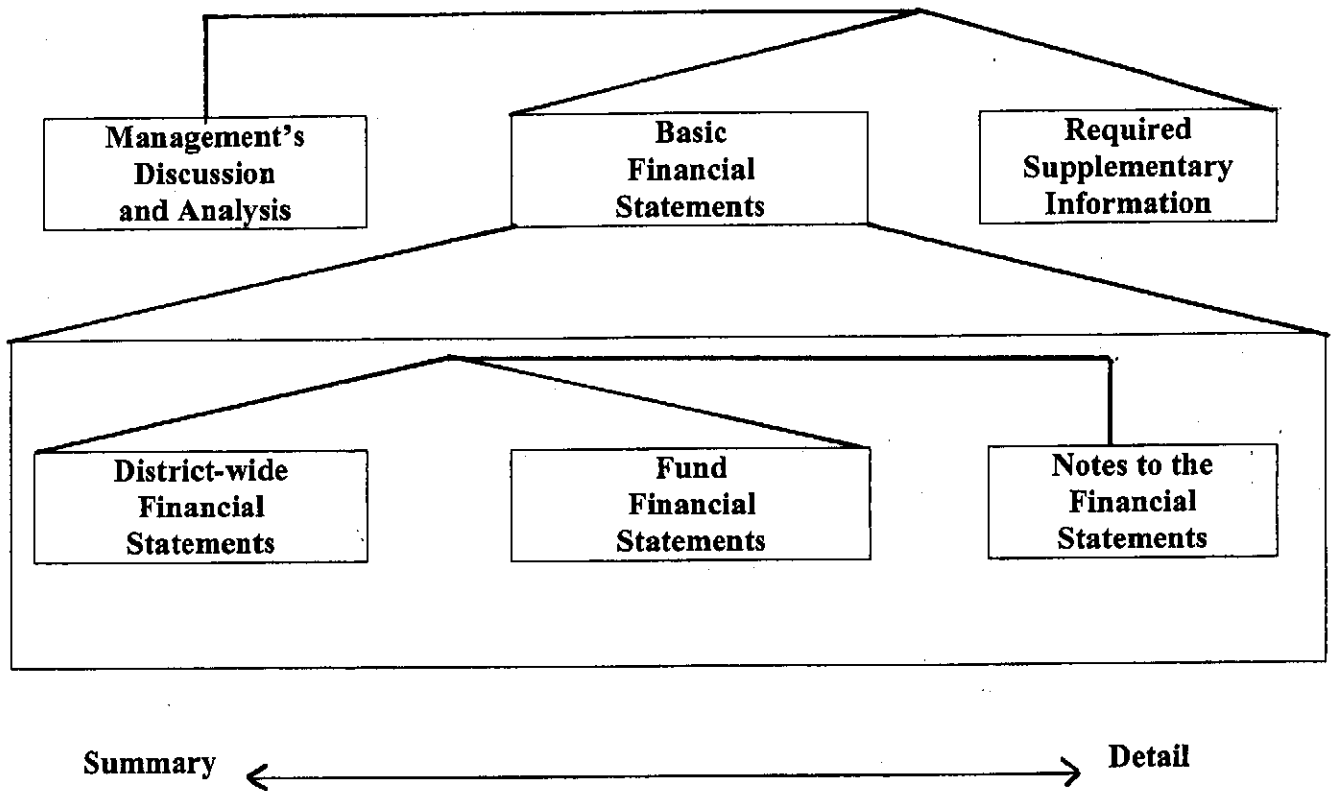 Management's
Discussion
and Analysis
Basic
Financial
Statements
Required
Supplementary
Information
District-wide
Financial
Statements
Fund
Financial
Statements
Notes to the
Financial
Statements
Summary
Detail